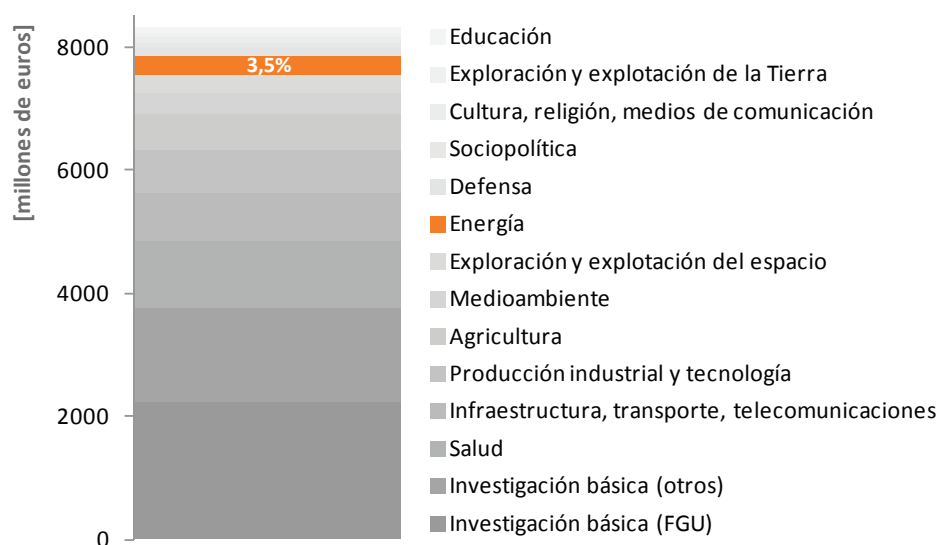 [millones de euros]
8000
6000
4000
2000
0
3,5%
Educación
Exploración y explotación de la Tierra
Cultura, religión, medios de comunicación
Sociopolítica
Defensa
Energía
Exploración y explotación del espacio
Medioambiente
Agricultura
Producción industrial y tecnología
Infraestructura, transporte, telecomunicaciones
Salud
Investigación básica (otros)
Investigación básica (FGU)